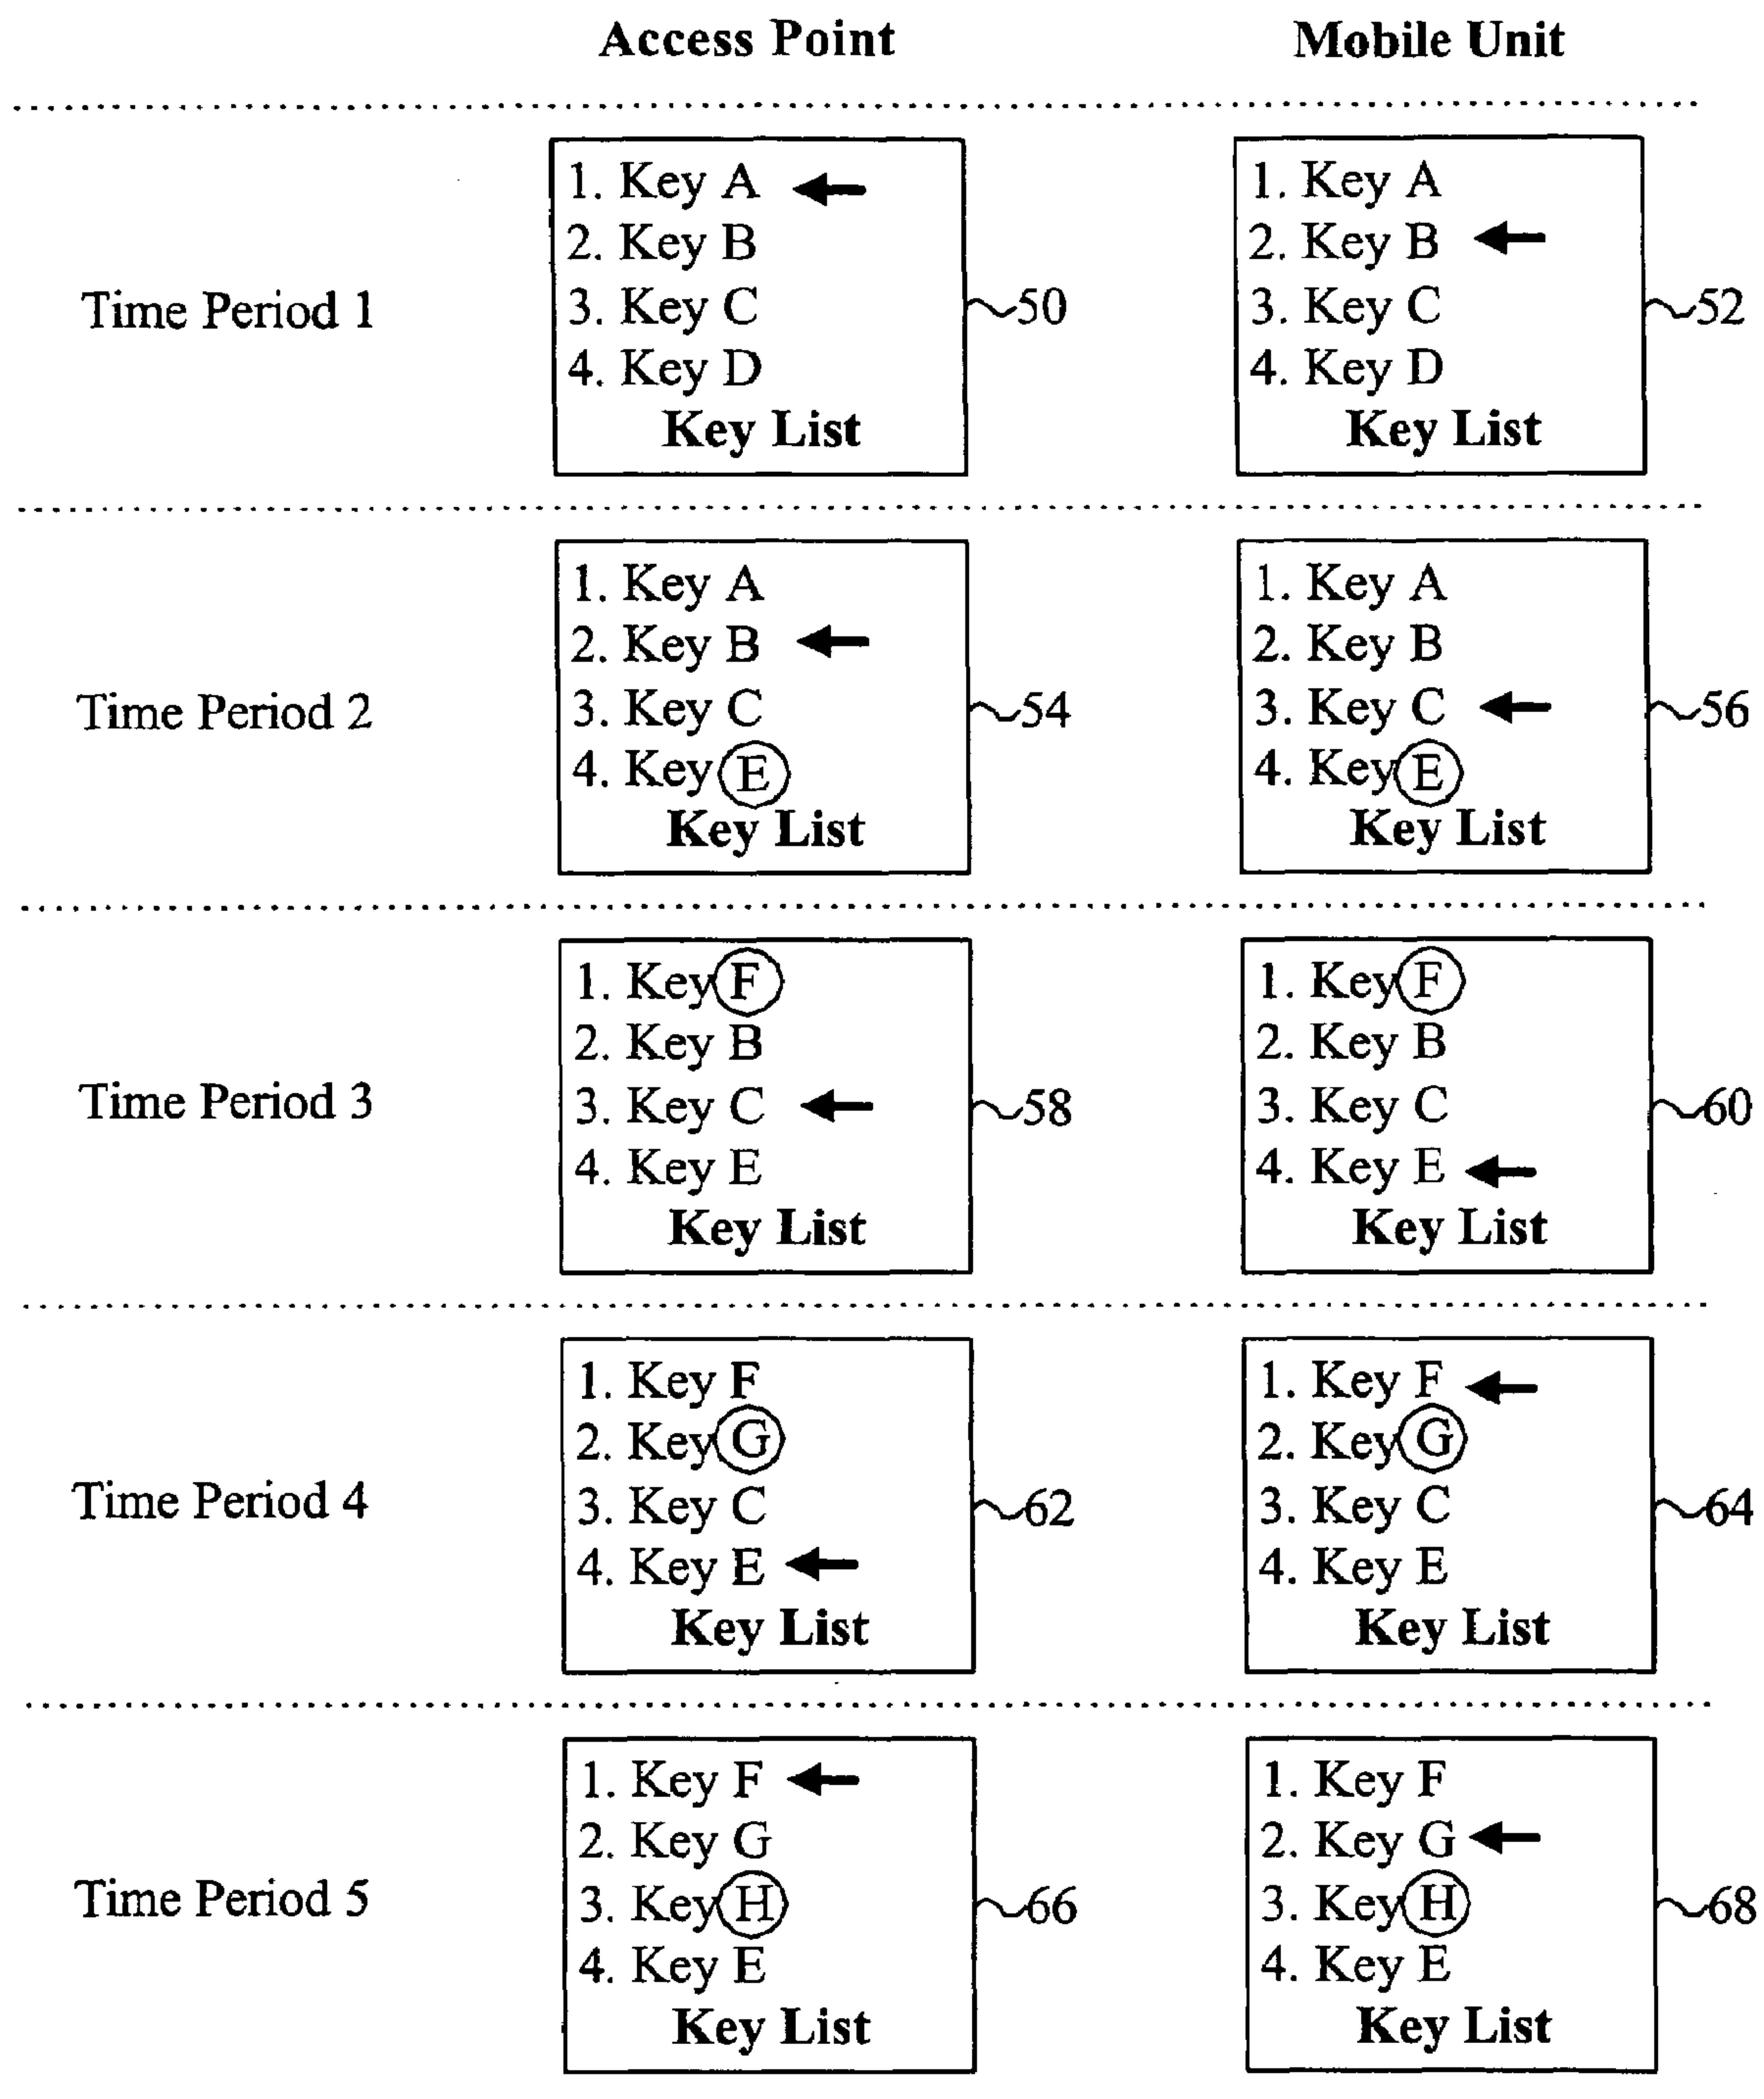 Access Point Mobile Unit
Time Period 1
1. Key A
2. Key B
3. Key C
4. Key D
Key List
50
1. Key A
2. Key B
3. Key C
4. Key D
Key List
52
Time Period 2
1. Key A
2. Key B
3. Key C
4. Key E
Key List
54
1. Key A
2. Key B
3. Key C
4. Key E
Key List
56
Time Period 3
1. Key F
2. Key B
3. Key C
4. Key E
Key List
58
1. Key F
2. Key B
3. Key C
4. Key E
Key List
60
Time Period 4
1. Key F
2. Key G
3. Key C
4. Key E
Key List
62
1. Key F
2. Key G
3. Key C
4. Key E
Key List
64
Time Period 5
1. Key F
2. Key G
3. Key H
4. Key E
Key List
66
1. Key F
2. Key G
3. Key H
4. Key E
Key List
68